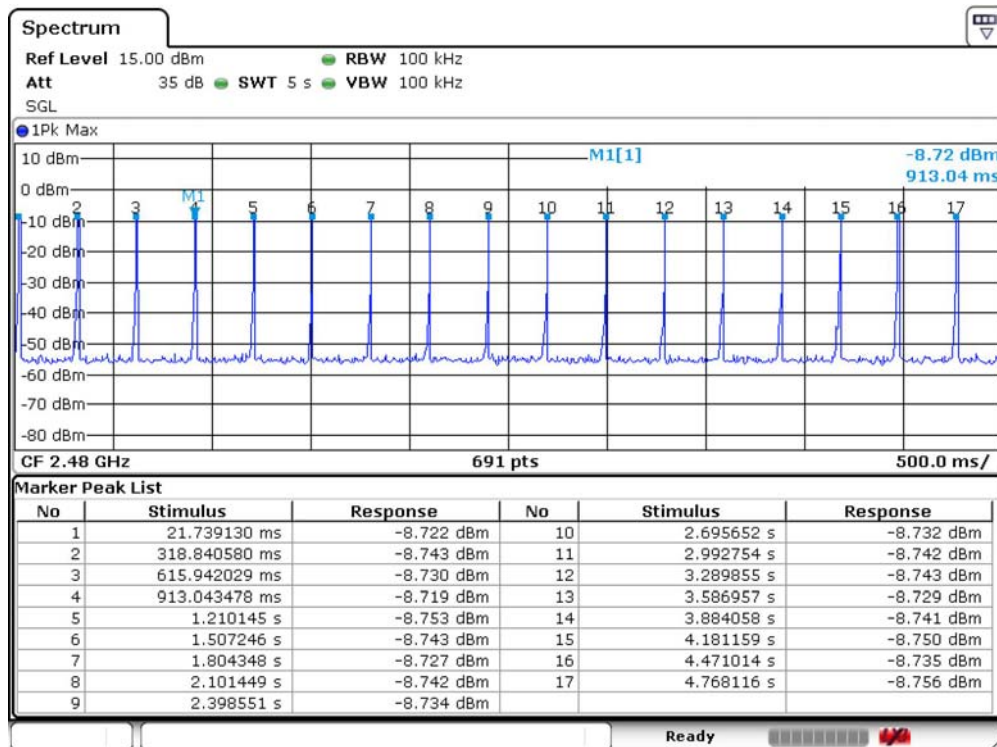 Spectrum
Ref Level 15.00 dBm RBW 100 kHz
Att 35 dB SWT 5 s VBW 100 kHz
SGL
1Pk Max
10 dBm M1[1] -8.72 dBm
913.04 ms
0 dBm
M1
2 3 4 5 6 7 8 9 10 11 12 13 14 15 16 17
-10 dBm
-20 dBm
-30 dBm
-40 dBm
-50 dBm
-60 dBm
-70 dBm
-80 dBm
CF 2.48 GHz 691 pts 500.0 ms/
Marker Peak List
No Stimulus Response No Stimulus Response
1 21.739130 ms -8.722 dBm 10 2.695652 s -8.732 dBm
2 318.840580 ms -8.743 dBm 11 2.992754 s -8.742 dBm
3 615.942029 ms -8.730 dBm 12 3.289855 s -8.743 dBm
4 913.043478 ms -8.719 dBm 13 3.586957 s -8.729 dBm
5 1.210145 s -8.753 dBm 14 3.884058 s -8.741 dBm
6 1.507246 s -8.743 dBm 15 4.181159 s -8.750 dBm
7 1.804348 s -8.727 dBm 16 4.471014 s -8.735 dBm
8 2.101449 s -8.742 dBm 17 4.768116 s -8.756 dBm
9 2.398551 s -8.734 dBm
Ready